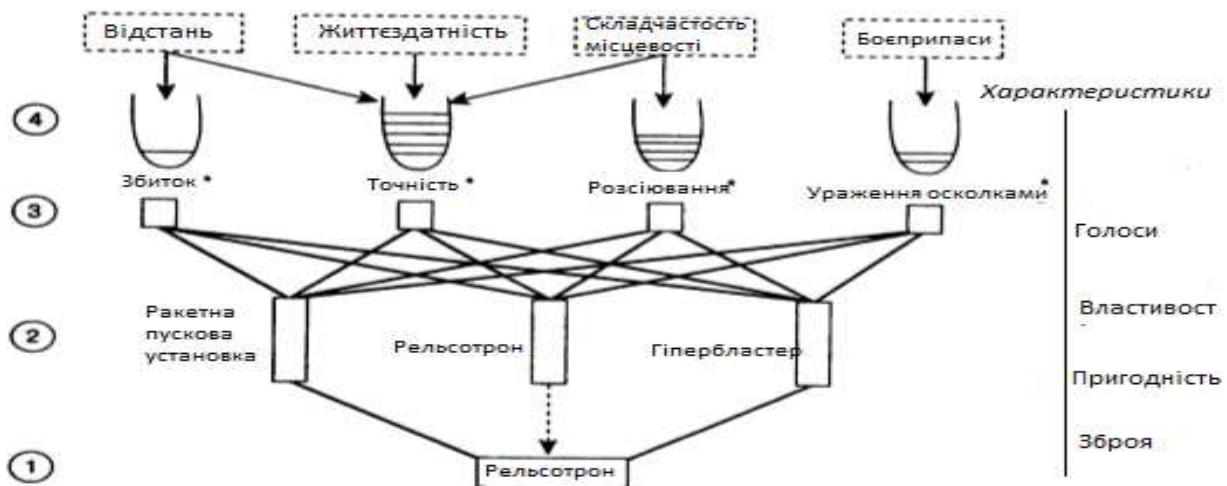 Відстань
Життєздатність
Складчастость
місцевості
Боєприпаси
Характеристики
4
Збиток *
Точність *
Розсіювання*
Ураження осколками*
3
Голоси
Ракетна
пускова
установка
Рельсотрон
Гіпербластер
Властивост
2
Пригодність
Зброя
1
Рельсотрон